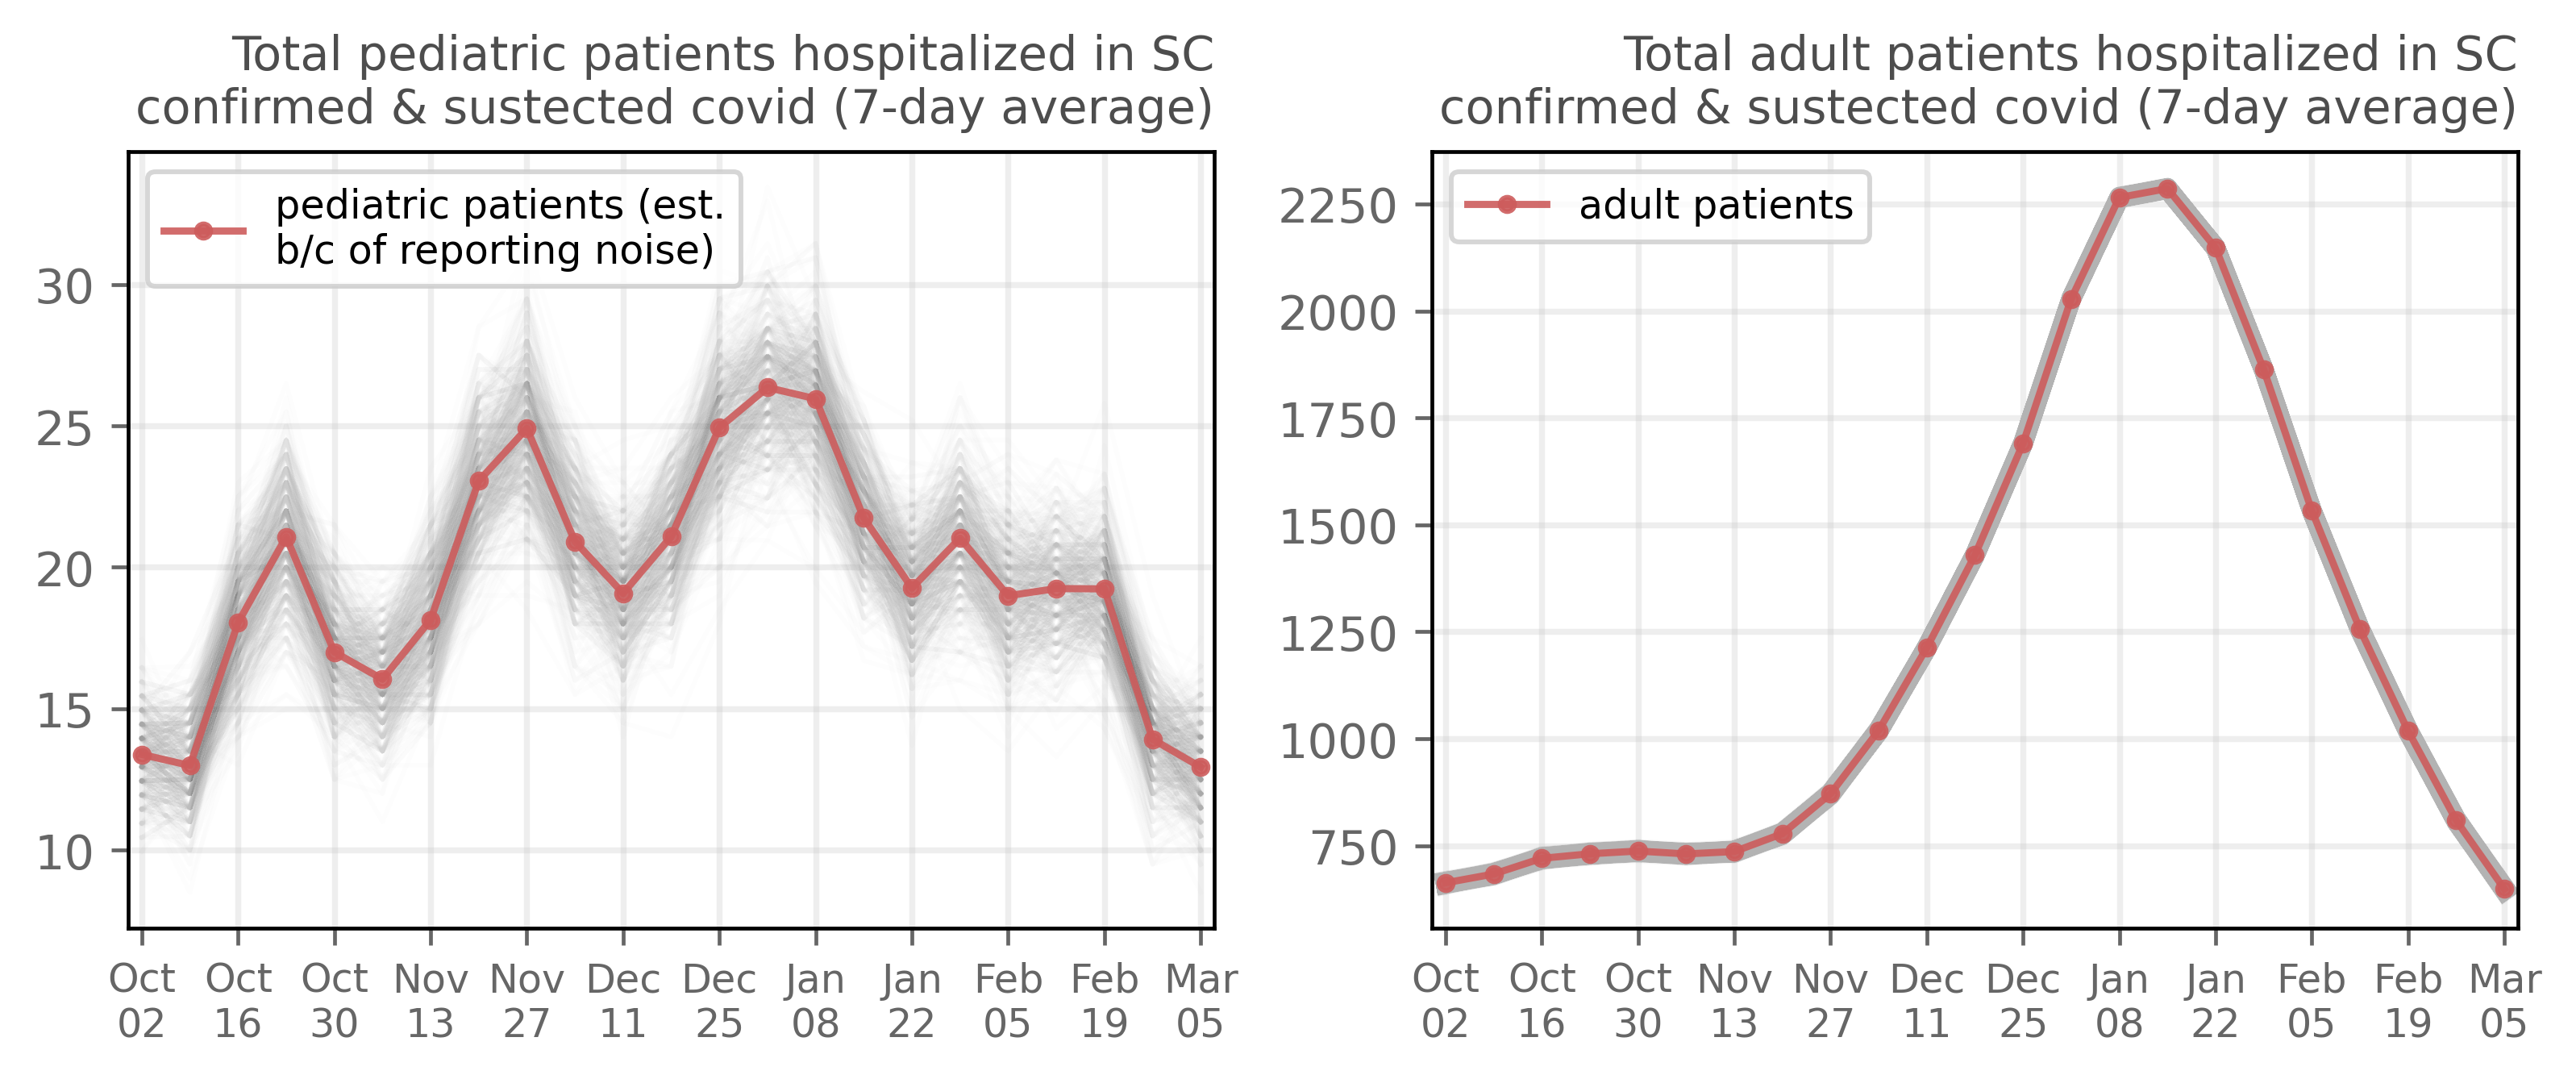 Total pediatric patients hospitalized in SC
confirmed & sustected covid (7-day average)
pediatric patients (est.
b/c of reporting noise)
30
25
20
15
10
Oct Oct Oct Nov Nov Dec Dec Jan Jan Feb Feb Mar
02 16 30 13 27 11 25 08 22 05 19 05
Total adult patients hospitalized in SC
confirmed & sustected covid (7-day average)
adult patients
2250
2000
1750
1500
1250
1000
750
Oct Oct Oct Nov Nov Dec Dec Jan Jan Feb Feb Mar
02 16 30 13 27 11 25 08 22 05 19 05